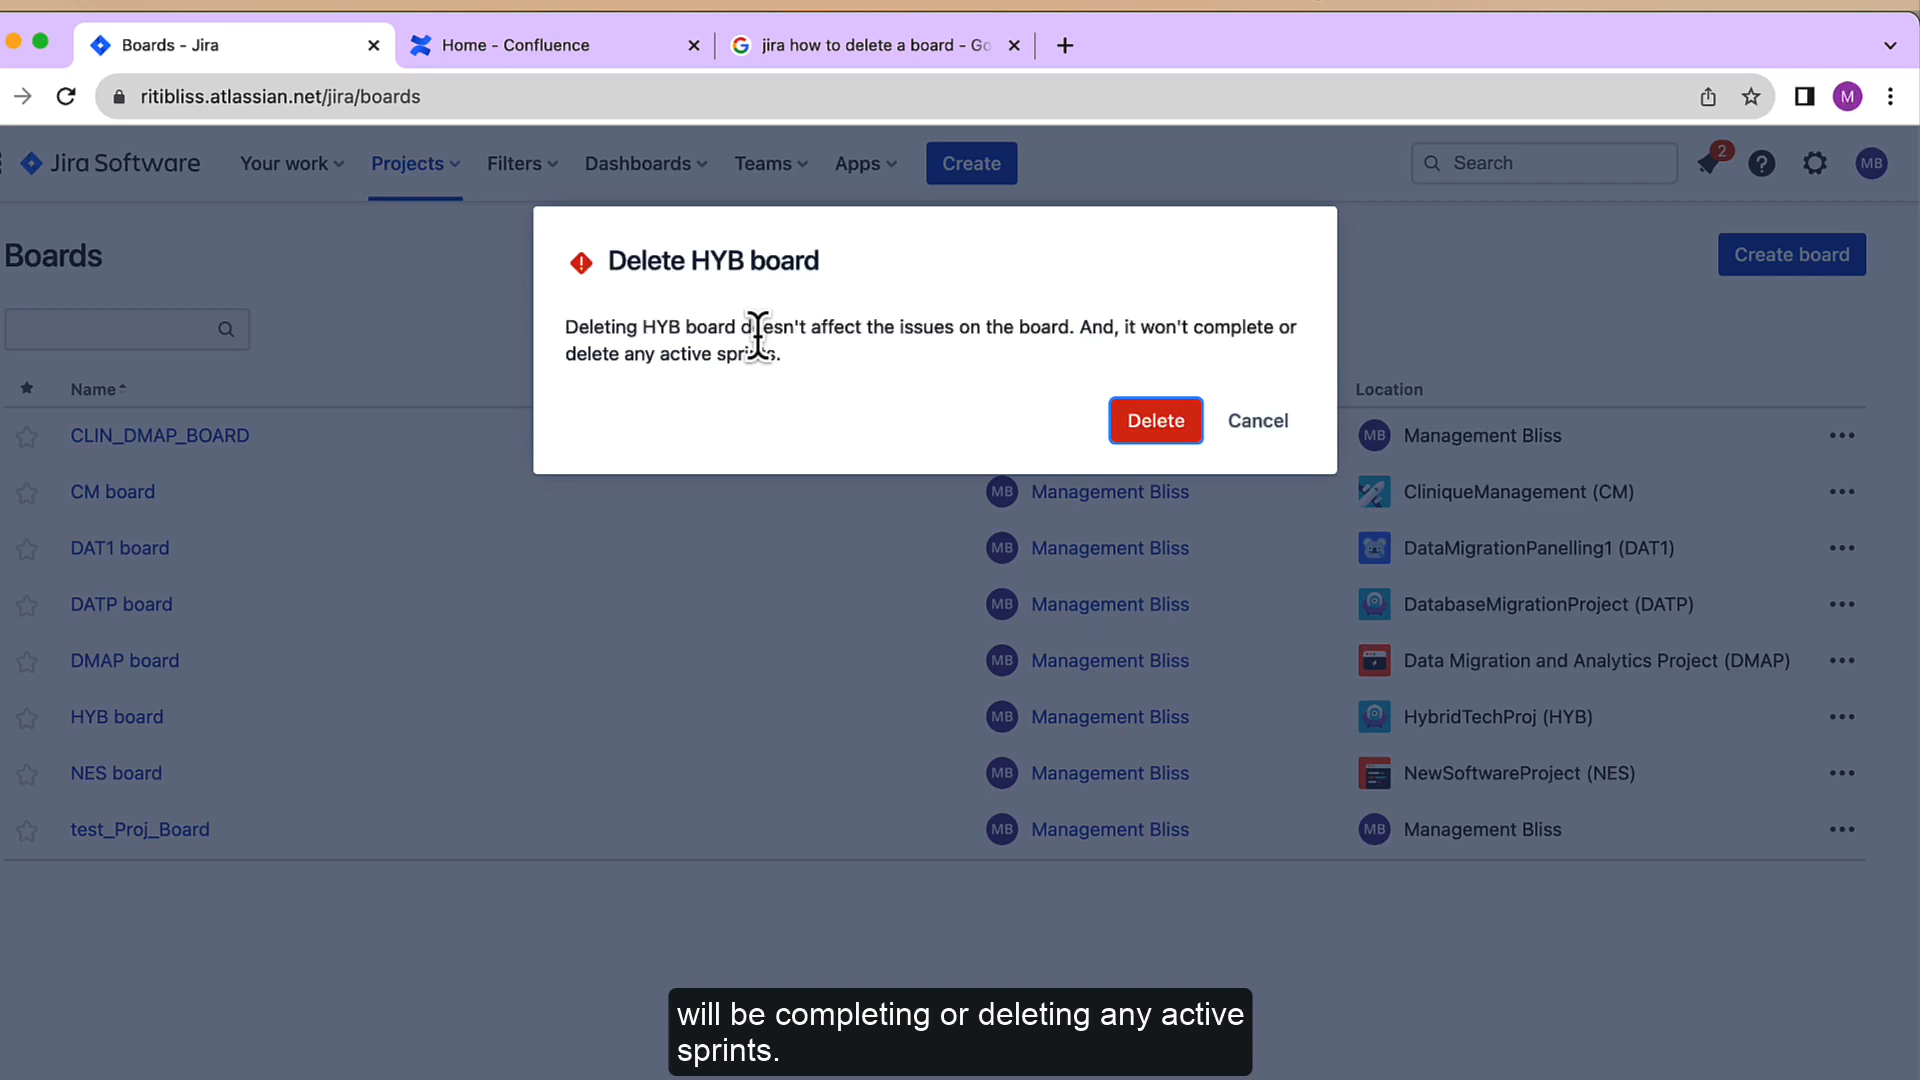 Boards - Jira
Home - Confluence
jira how to delete a board - Go
ritibliss.atlassian.net/jira/boards
M
Jira Software
Your work
Projects
Filters
Dashboards
Teams
Apps
Create
Search
2
MB
Boards
Create board
Delete HYB board
Deleting HYB board doesn't affect the issues on the board. And, it won't complete or
delete any active sprints.
Delete
Cancel
Name
Location
CLIN_DMAP_BOARD
MB Management Bliss
CM board
MB Management Bliss
CliniqueManagement (CM)
DAT1 board
MB Management Bliss
DataMigrationPanelling1 (DAT1)
DATP board
MB Management Bliss
DatabaseMigrationProject (DATP)
DMAP board
MB Management Bliss
Data Migration and Analytics Project (DMAP)
HYB board
MB Management Bliss
HybridTechProj (HYB)
NES board
MB Management Bliss
NewSoftwareProject (NES)
test_Proj_Board
MB Management Bliss
MB Management Bliss
will be completing or deleting any active
sprints.